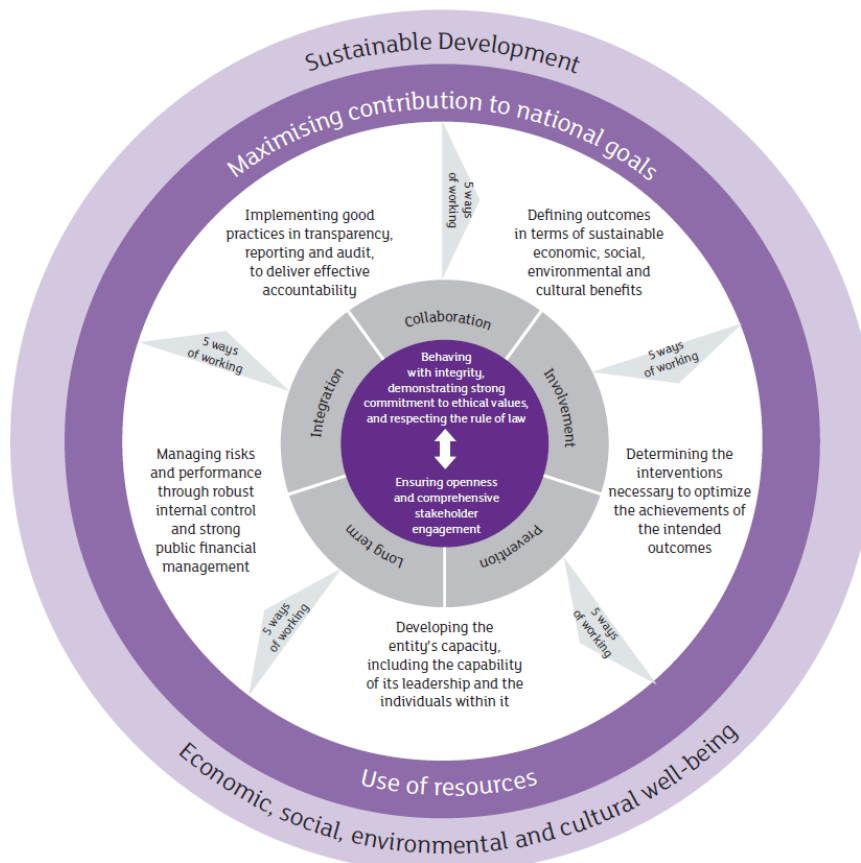 Sustainable Development
Maximising contribution to national goals
5 ways
of working
Implementing good
practices in transparency,
reporting and audit,
to deliver effective
accountability
Defining outcomes
in terms of sustainable
economic, social,
environmental and
cultural benefits
Collaboration
5 ways
of working
5 ways
of working
Integration
Behaving
with integrity,
demonstrating strong
commitment to ethical values,
and respecting the rule of law
Involvement
Managing risks
and performance
through robust
internal control
and strong
public financial
management
Ensuring openness
and comprehensive
stakeholder
engagement
Determining the
interventions
necessary to optimize
the achievements of
the intended
outcomes
Long term
Prevention
5 ways
of working
5 ways
of working
Developing the
entity's capacity,
including the capability
of its leadership and the
individuals within it
Use of resources
Economic, social, environmental and cultural well-being